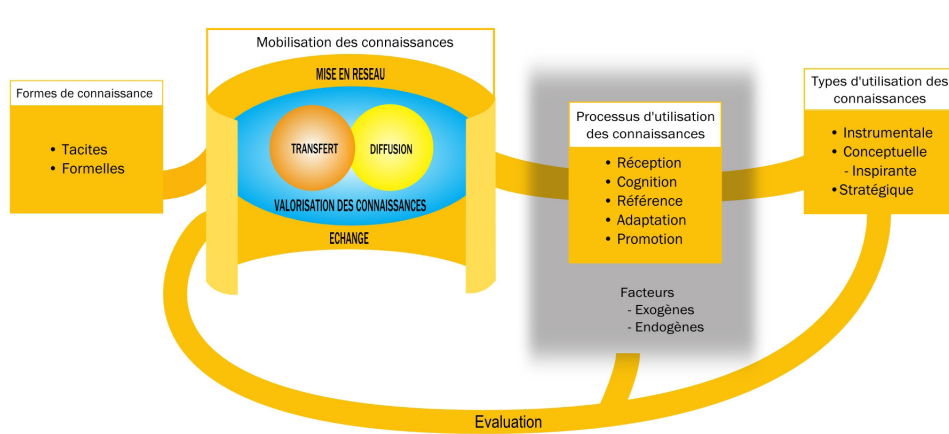 Formes de connaissance
• Tacites
• Formelles
Mobilisation des connaissances
MISE EN RESEAU
TRANSFERT
DIFFUSION
VALORISATION DES CONNAISSANCES
ECHANGE
Processus d'utilisation
des connaissances
• Réception
• Cognition
• Référence
• Adaptation
• Promotion
Facteurs
- Exogènes
- Endogènes
Types d'utilisation des
connaissances
• Instrumentale
• Conceptuelle
- Inspirante
•Stratégique
Evaluation